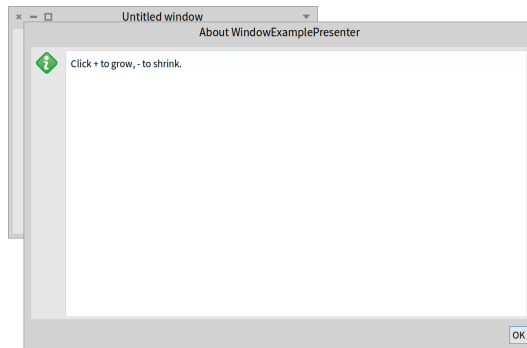 Untitled window
About WindowExamplePresenter
Click + to grow, - to shrink.
OK